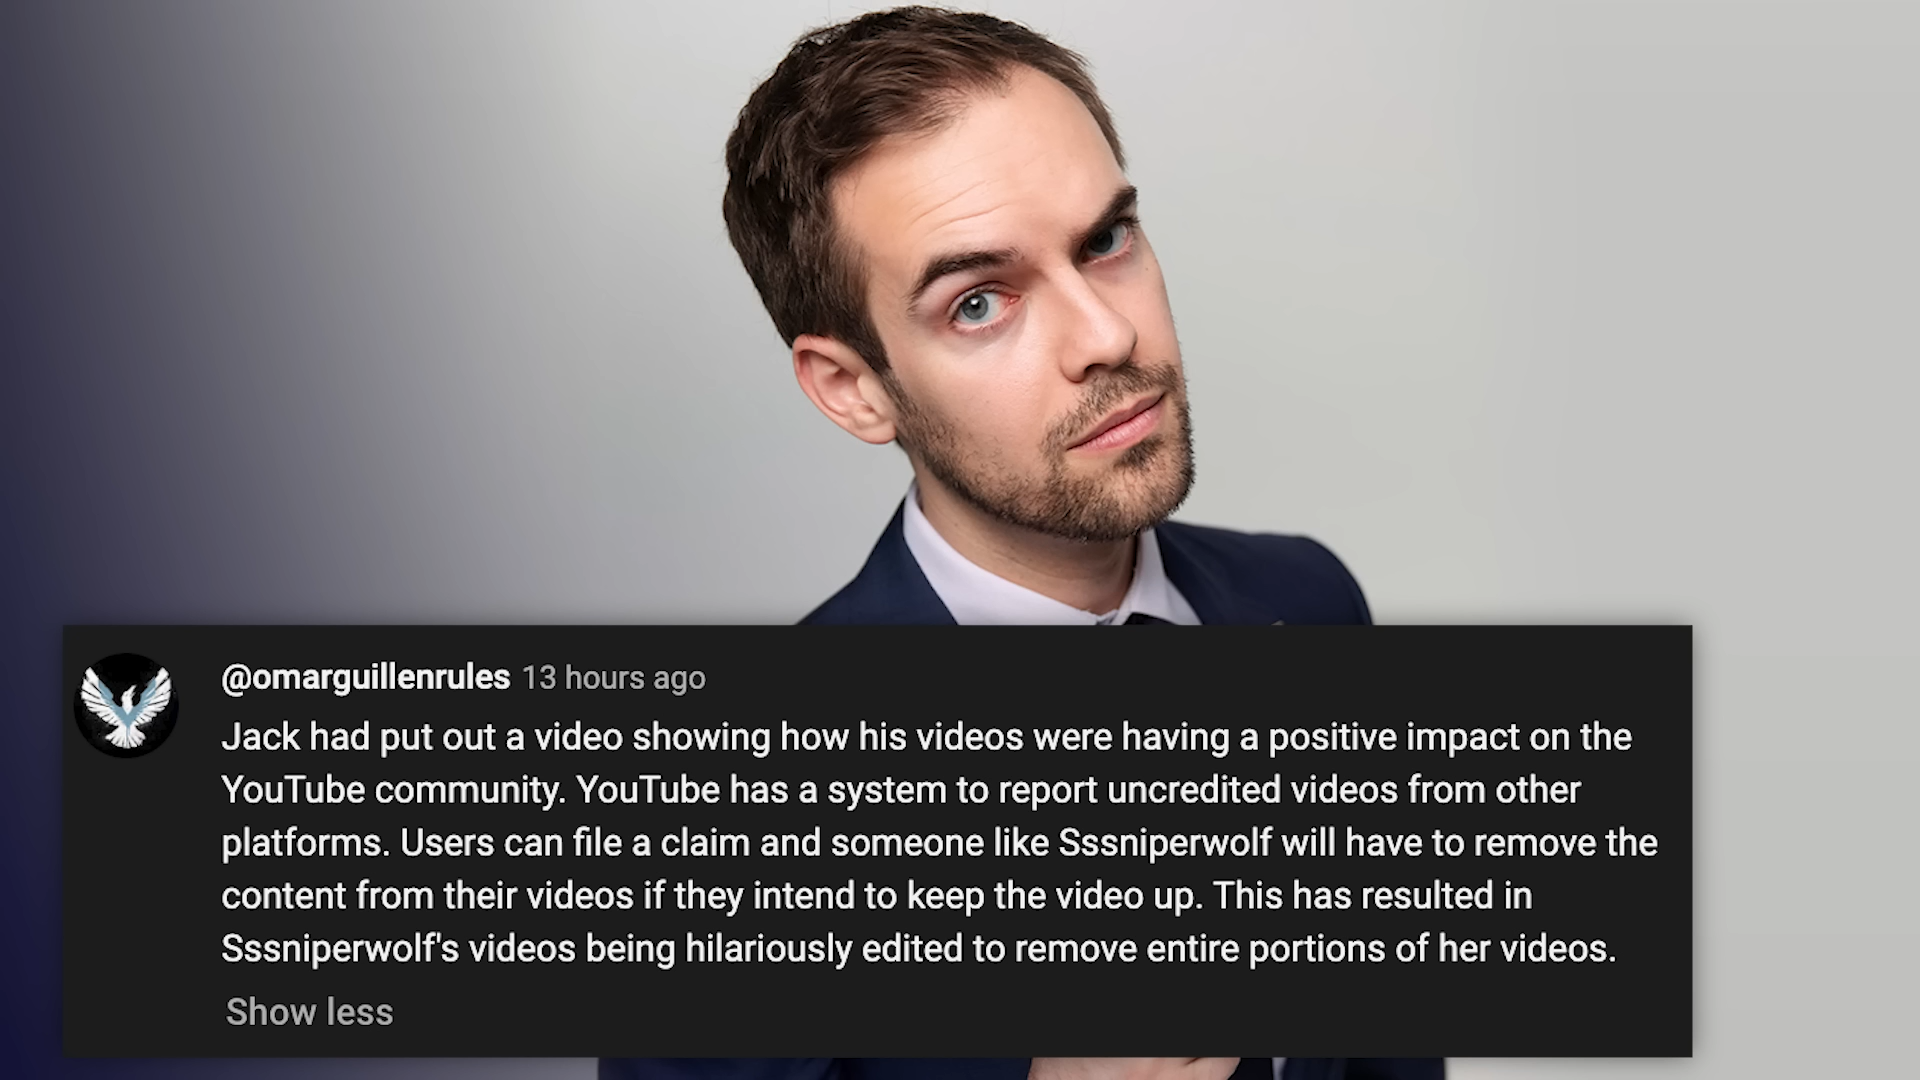 @omarguillenrules 13 hours ago
Jack had put out a video showing how his videos were having a positive impact on the
YouTube community. YouTube has a system to report uncredited videos from other
platforms. Users can file a claim and someone like Sssniperwolf will have to remove the
content from their videos if they intend to keep the video up. This has resulted in
Sssniperwolf's videos being hilariously edited to remove entire portions of her videos.
Show less